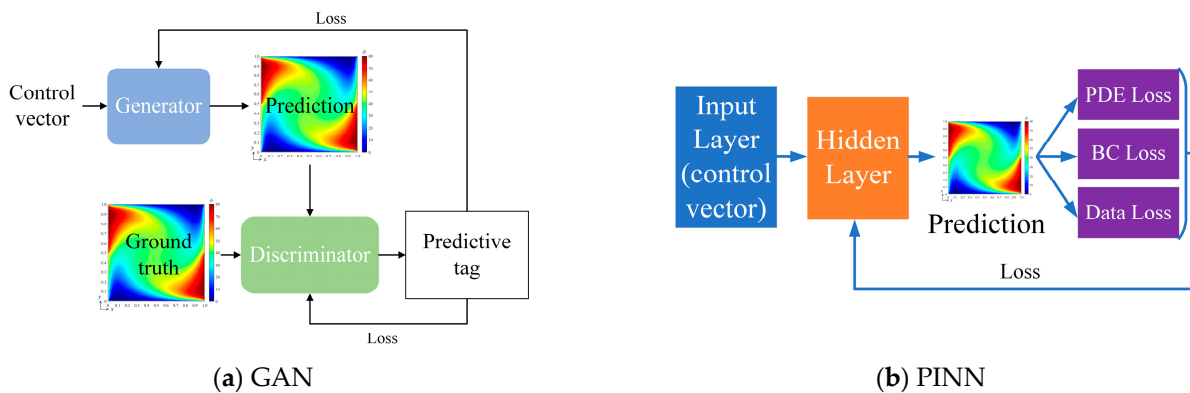 Loss
Control
vector
Generator
Prediction
Ground
truth
Discriminator
Predictive
tag
Loss
(a) GAN
Input
Layer
(control
vector)
Hidden
Layer
Prediction
PDE Loss
BC Loss
Data Loss
Loss
(b) PINN